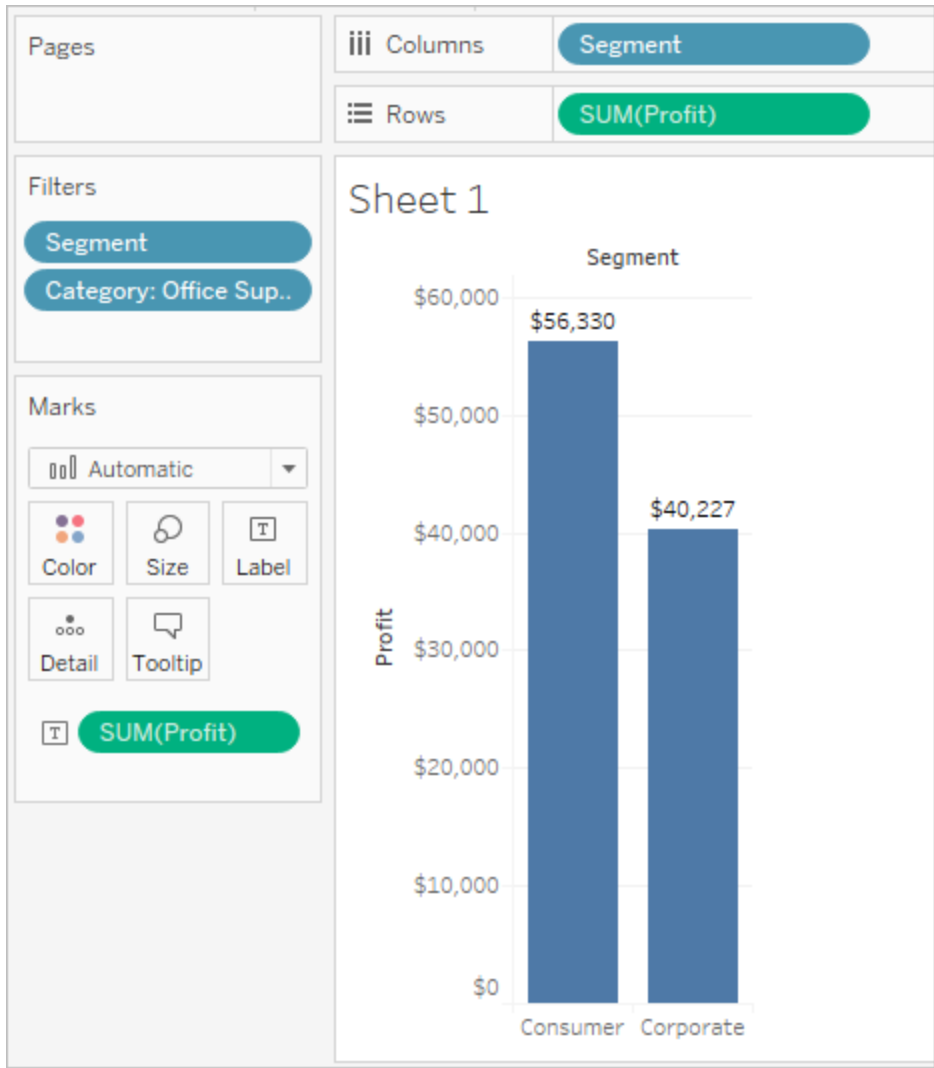 Pages
Columns
Segment
Rows
SUM(Profit)
Filters
Segment
Category: Office Sup..
Marks
Automatic
Color
Size
Label
Detail
Tooltip
SUM(Profit)
Sheet 1
Segment
$60,000
$56,330
$50,000
$40,227
$40,000
Profit
$30,000
$20,000
$10,000
$0
Consumer Corporate